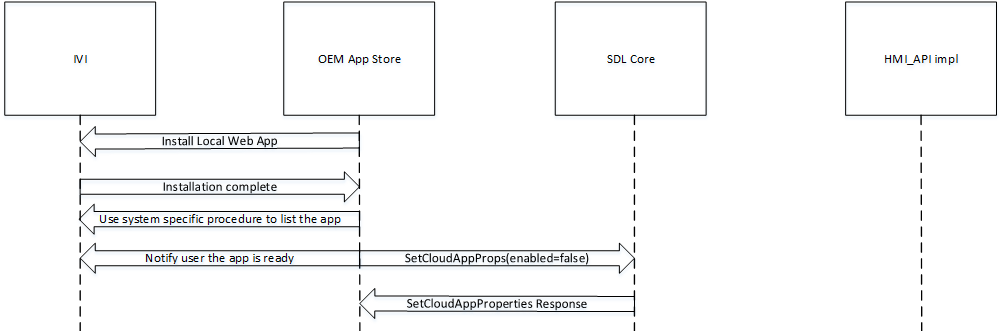 IVI
OEM App Store
SDL Core
HMI_API impl
Install Local Web App
Installation complete
Use system specific procedure to list the app
Notify user the app is ready
SetCloudAppProps(enabled=false)
SetCloudAppProperties Response